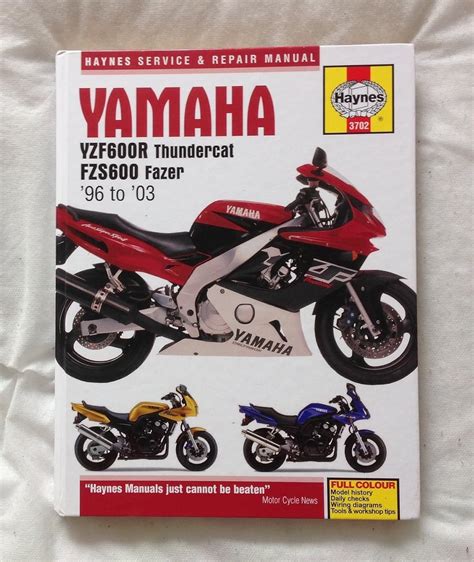 HAYNES SERVICE & REPAIR MANUAL
YAMAHA
Haynes
3702
®
YZF600R Thundercat
FZS600 Fazer
'96 to '03
YAMAHA
YAMAHA
"Haynes Manuals just cannot be beaten"
Motor Cycle News
FULL COLOUR
Model history
Daily checks
Wiring diagrams
Tools & workshop tips